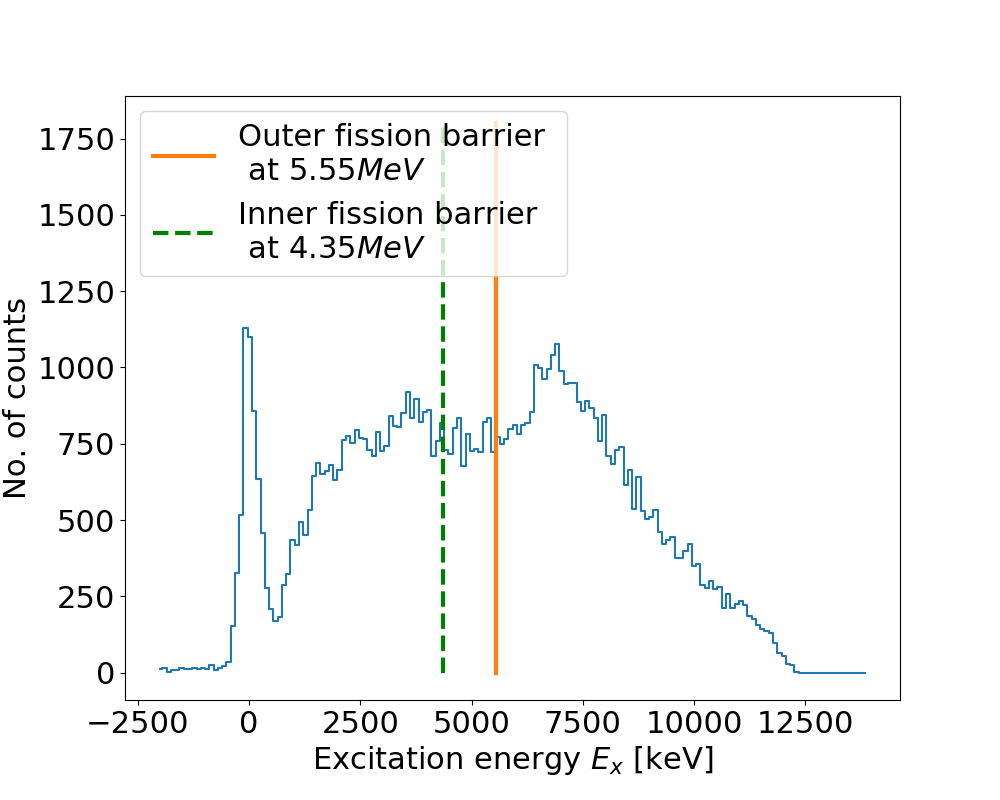 Outer fission barrier
at 5.55MeV
Inner fission barrier
at 4.35MeV
1750
1500
1250
1000
750
500
250
0
No. of counts
−2500 0 2500 5000 7500 10000 12500
Excitation energy Eₓ [keV]